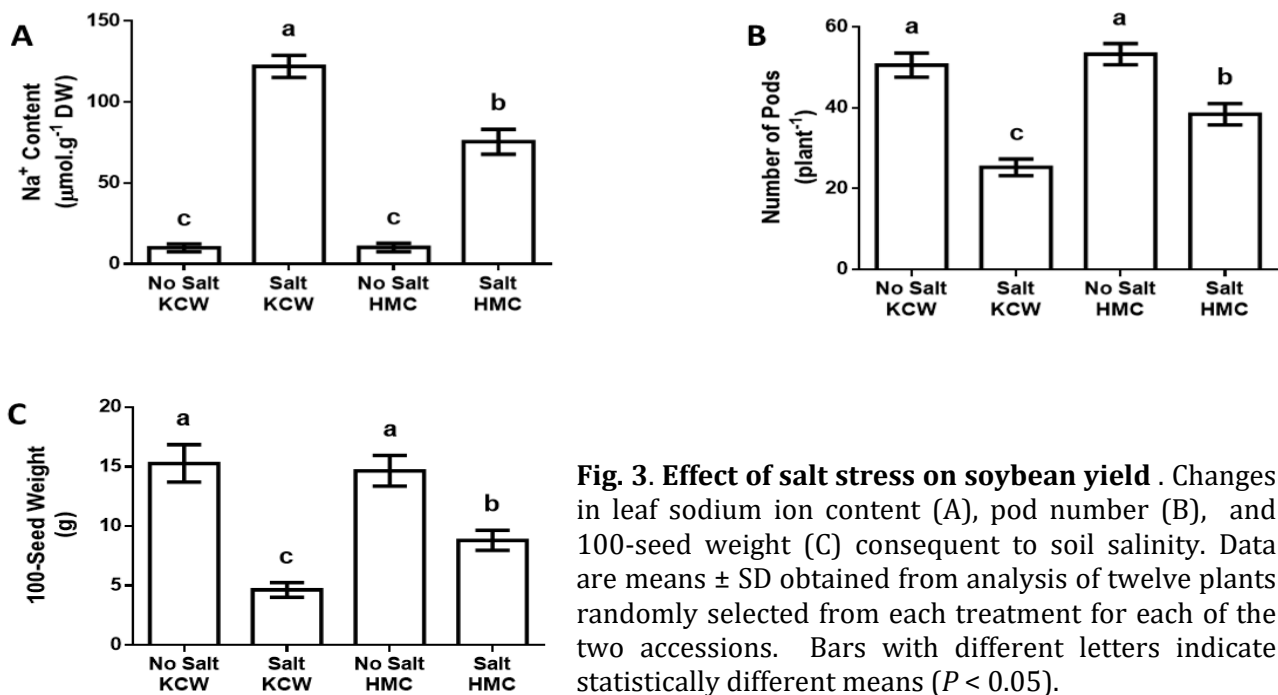 A
Na⁺ Content
(μmol.g⁻¹ DW)
150
100
50
0
c
a
c
b
No Salt KCW
Salt KCW
No Salt HMC
Salt HMC
B
Number of Pods
(plant⁻¹)
60
40
20
0
a
c
a
b
No Salt KCW
Salt KCW
No Salt HMC
Salt HMC
C
100-Seed Weight
(g)
20
15
10
5
0
a
c
a
b
No Salt KCW
Salt KCW
No Salt HMC
Salt HMC
Fig. 3. Effect of salt stress on soybean yield . Changes
in leaf sodium ion content (A), pod number (B), and
100-seed weight (C) consequent to soil salinity. Data
are means ± SD obtained from analysis of twelve plants
randomly selected from each treatment for each of the
two accessions. Bars with different letters indicate
statistically different means (P < 0.05).